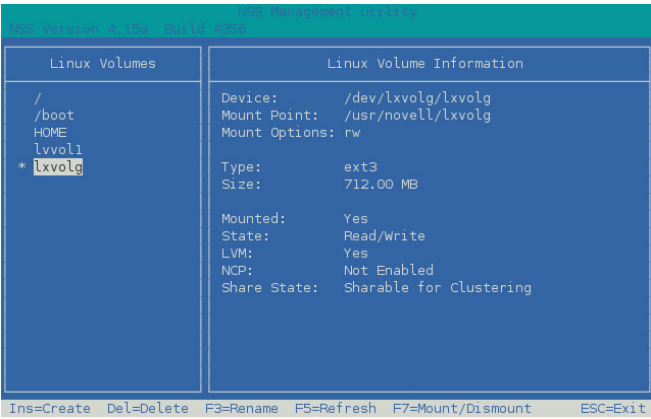 NSS Management Utility
NSS Version 4.15a Build 4356
Linux Volumes
/
/boot
HOME
lvvol1
* lxvolg
Linux Volume Information
Device: /dev/lxvolg/lxvolg
Mount Point: /usr/novell/lxvolg
Mount Options: rw
Type: ext3
Size: 712.00 MB
Mounted: Yes
State: Read/Write
LVM: Yes
NCP: Not Enabled
Share State: Sharable for Clustering
Ins=Create Del=Delete F3=Rename F5=Refresh F7=Mount/Dismount ESC=Exit